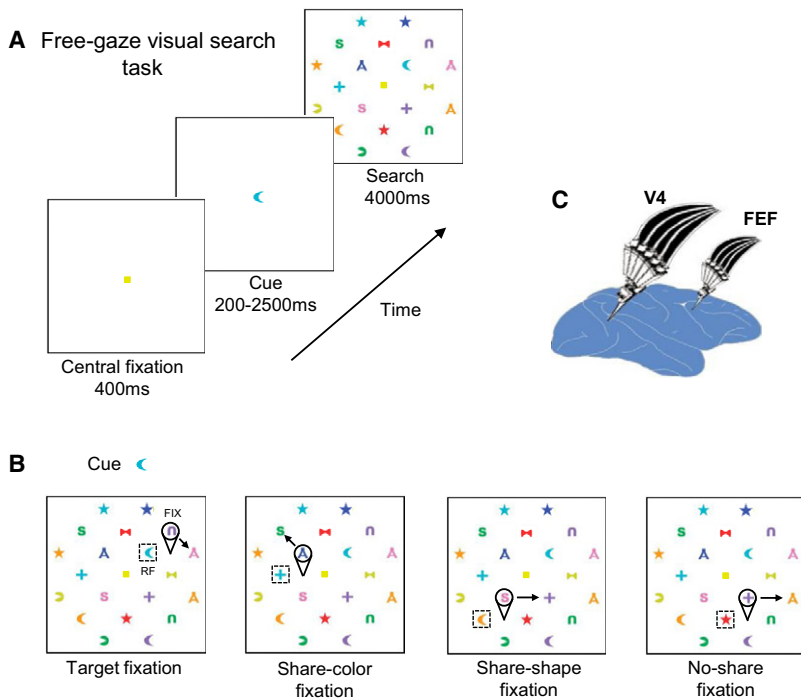 A Free-gaze visual search
task
Search
4000ms
Cue
200-2500ms
Central fixation
400ms
Time
C
V4
FEF
B
Cue
FIX
RF
Target fixation
Share-color
fixation
Share-shape
fixation
No-share
fixation